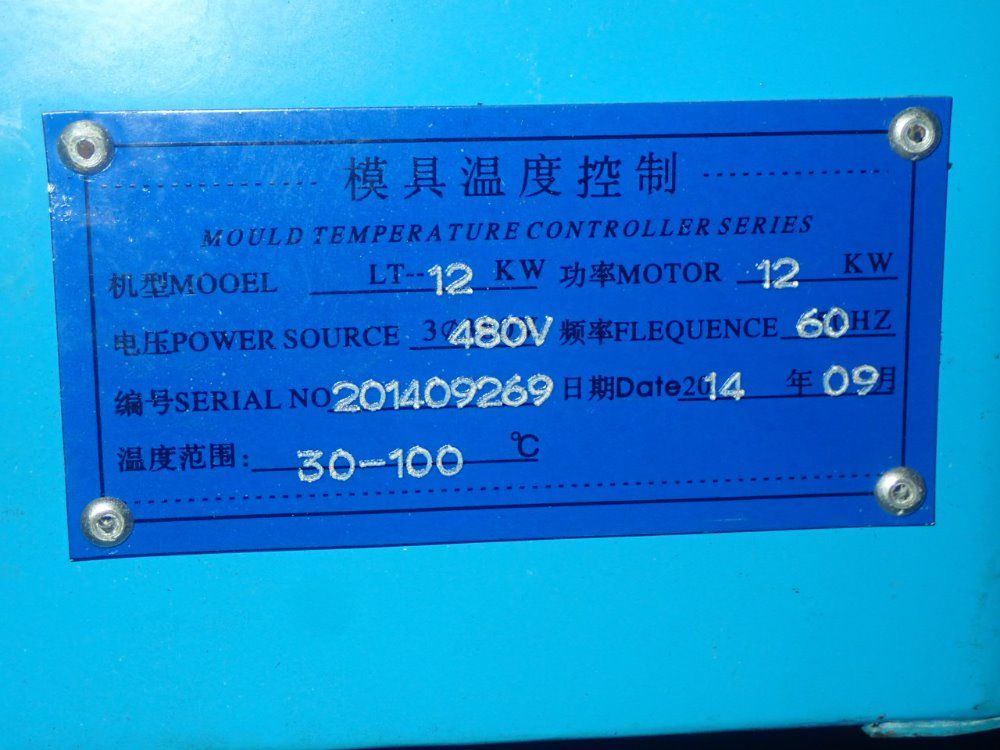 模具温度控制
MOULD TEMPERATURE CONTROLLER SERIES
机型MOOEL LT--12 KW 功率MOTOR 12 KW
电压POWER SOURCE 480V 频率FLEQUENCE 60HZ
编号SERIAL NO 201409269 日期Date2014 年 09月
温度范围: 30-100 ℃